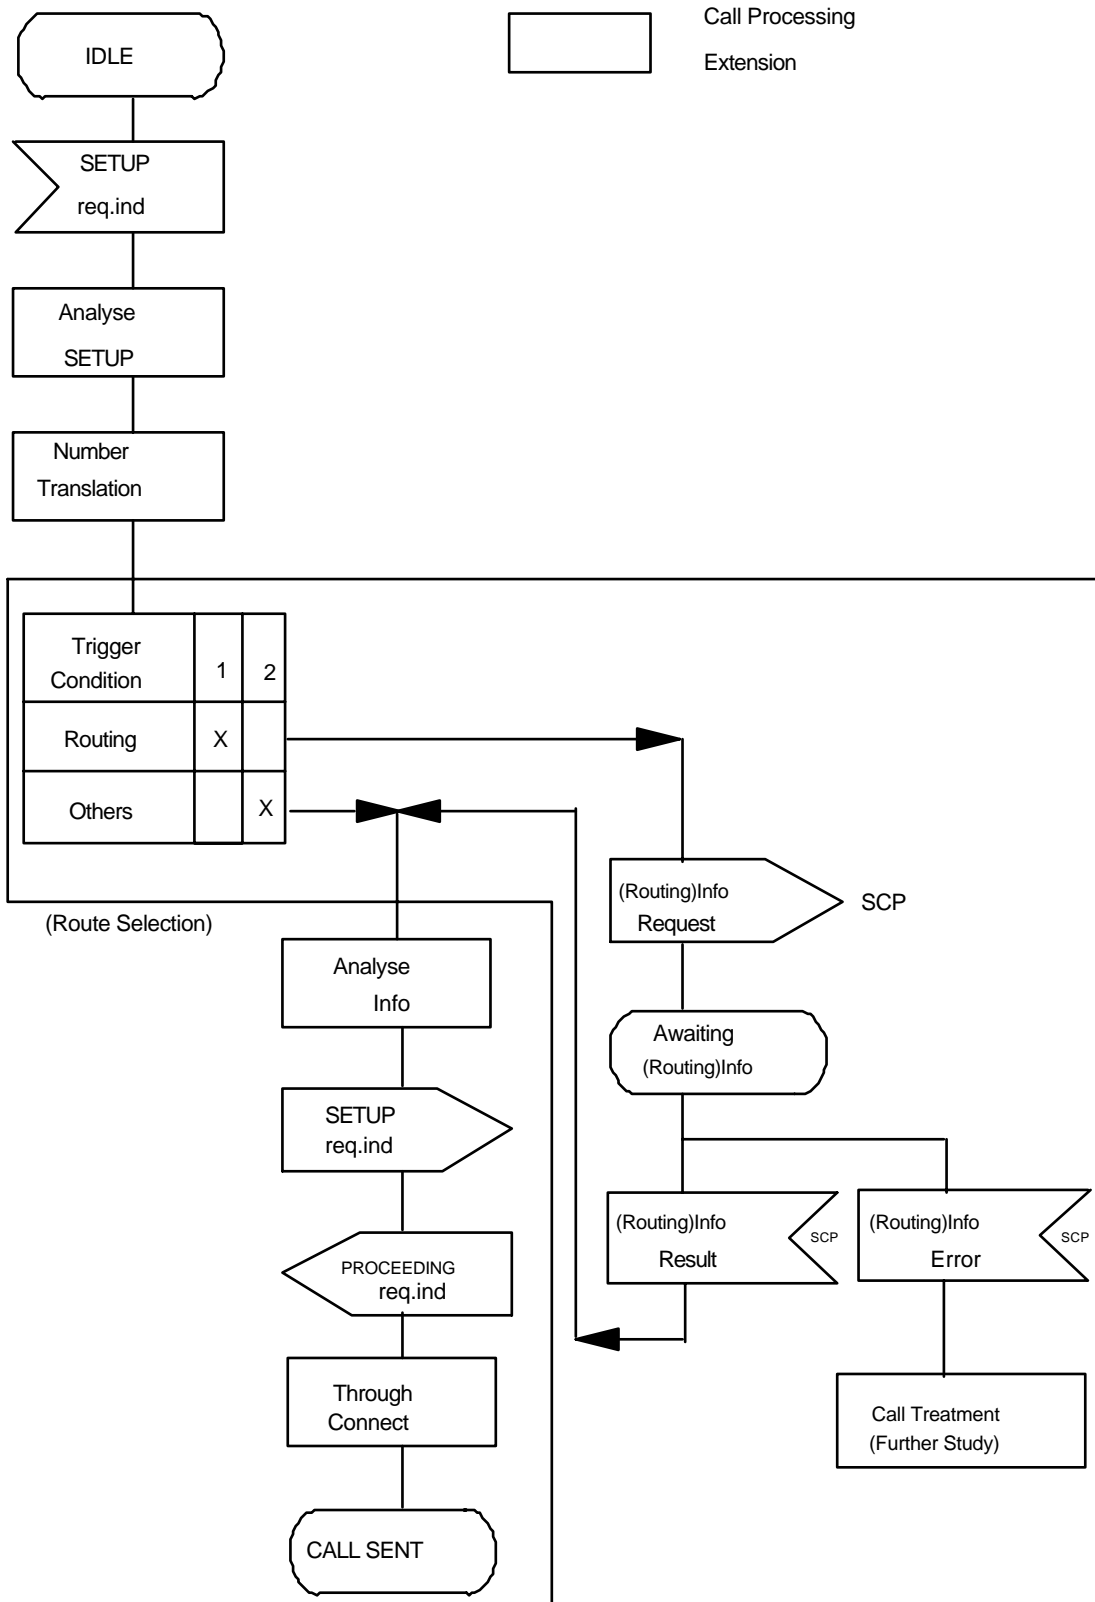 Call Processing
Extension
IDLE
SETUP
req.ind
Analyse
SETUP
Number
Translation
Trigger
Condition
1
2
Routing
X
Others
X
(Route Selection)
(Routing)Info
Request
SCP
Analyse
Info
Awaiting
(Routing)Info
SETUP
req.ind
(Routing)Info
Result
SCP
(Routing)Info
Error
SCP
PROCEEDING
req.ind
Through
Connect
Call Treatment
(Further Study)
CALL SENT